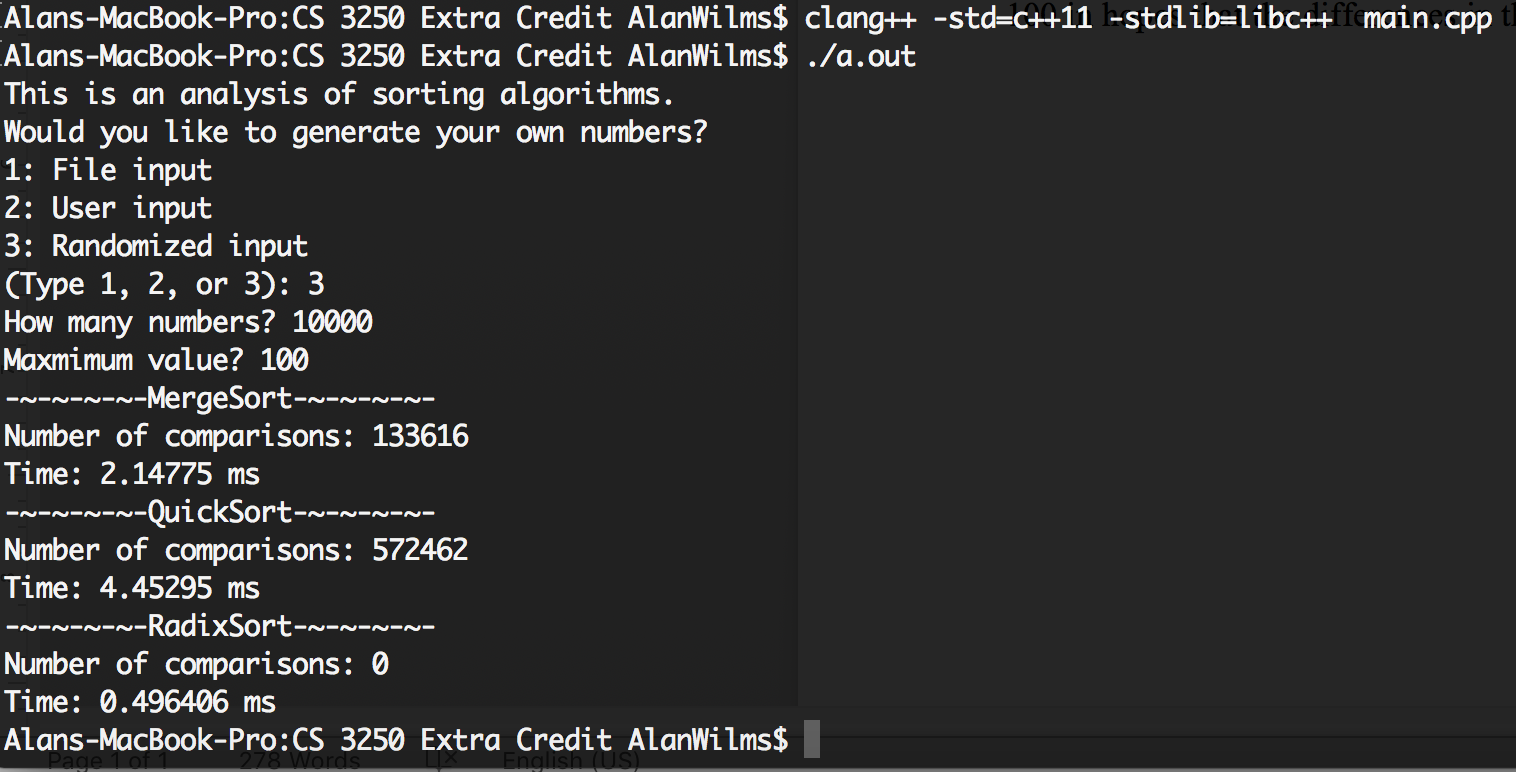 Alans-MacBook-Pro:CS 3250 Extra Credit AlanWilms$ clang++ -std=c++11 -stdlib=libc++  main.cpp
Alans-MacBook-Pro:CS 3250 Extra Credit AlanWilms$ ./a.out
This is an analysis of sorting algorithms.
Would you like to generate your own numbers?
1: File input
2: User input
3: Randomized input
(Type 1, 2, or 3): 3
How many numbers? 10000
Maxmimum value? 100
-~-~-~-~-MergeSort-~-~-~-~-
Number of comparisons: 133616
Time: 2.14775 ms
-~-~-~-~-QuickSort-~-~-~-~-
Number of comparisons: 572462
Time: 4.45295 ms
-~-~-~-~-RadixSort-~-~-~-~-
Number of comparisons: 0
Time: 0.496406 ms
Alans-MacBook-Pro:CS 3250 Extra Credit AlanWilms$
Page 1 of 1 278 Words English (US)